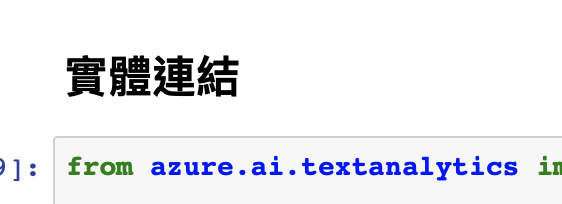 實體連結
9]: from azure.ai.textanalytics im